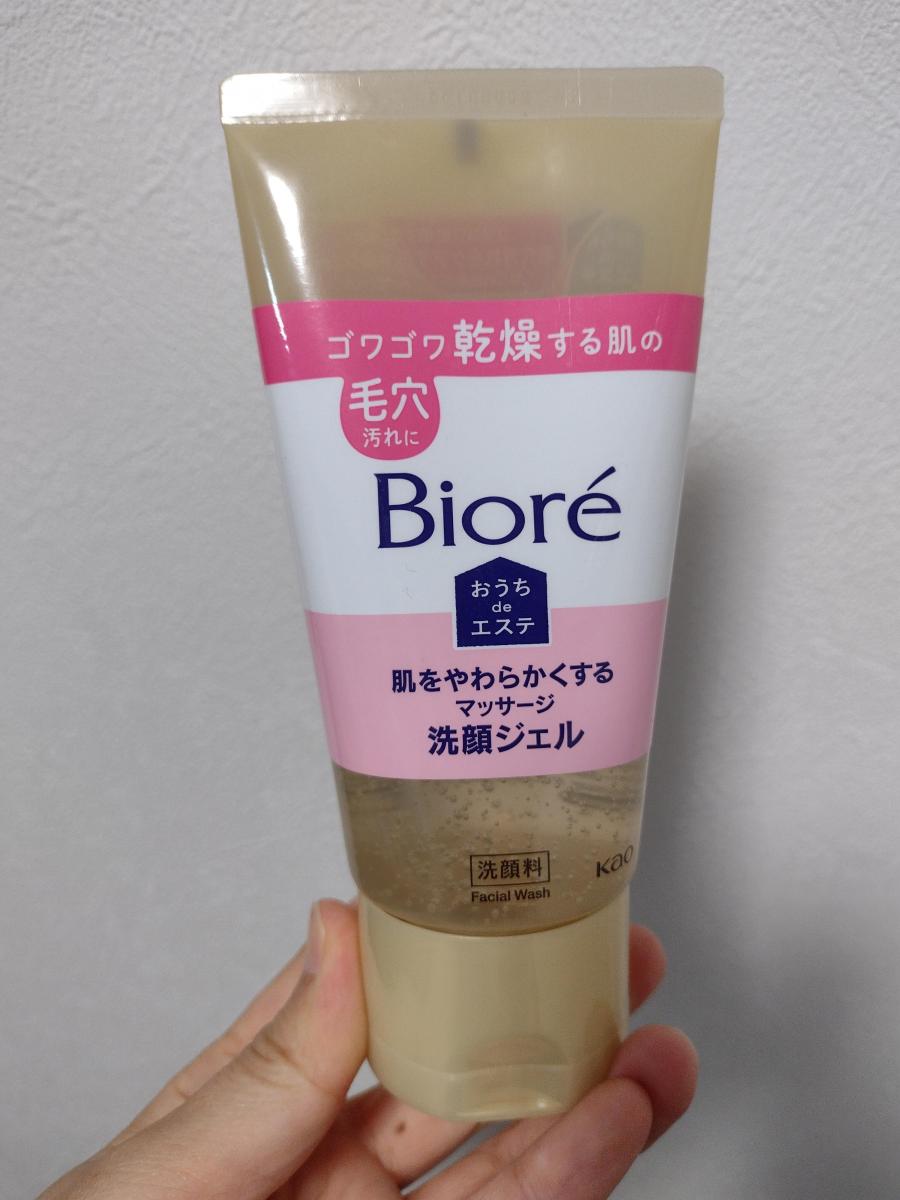 ゴワゴワ乾燥する肌の
毛穴
汚れに
Bioré
おうち
de
エステ
肌をやわらかくする
マッサージ
洗顔ジェル
洗顔料
Facial Wash
Kao